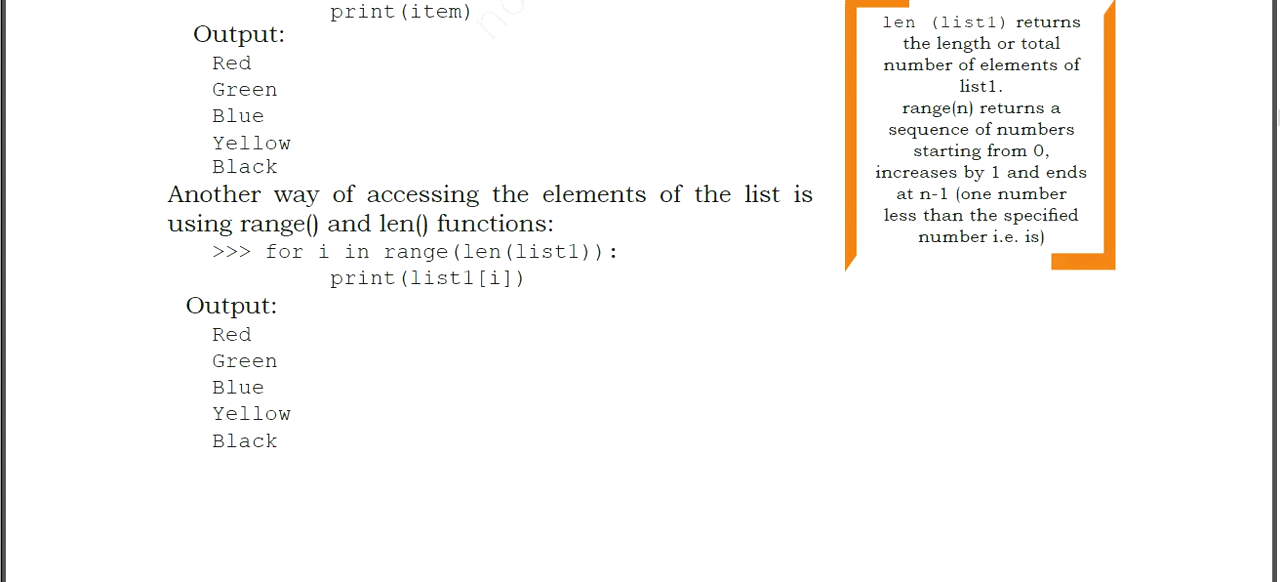 print(item)
Output:
Red
Green
Blue
Yellow
Black
Another way of accessing the elements of the list is
using range() and len() functions:
>>> for i in range(len(list1)):
print(list1[i])
Output:
Red
Green
Blue
Yellow
Black
len (list1) returns
the length or total
number of elements of
list1.
range(n) returns a
sequence of numbers
starting from 0,
increases by 1 and ends
at n-1 (one number
less than the specified
number i.e. is)